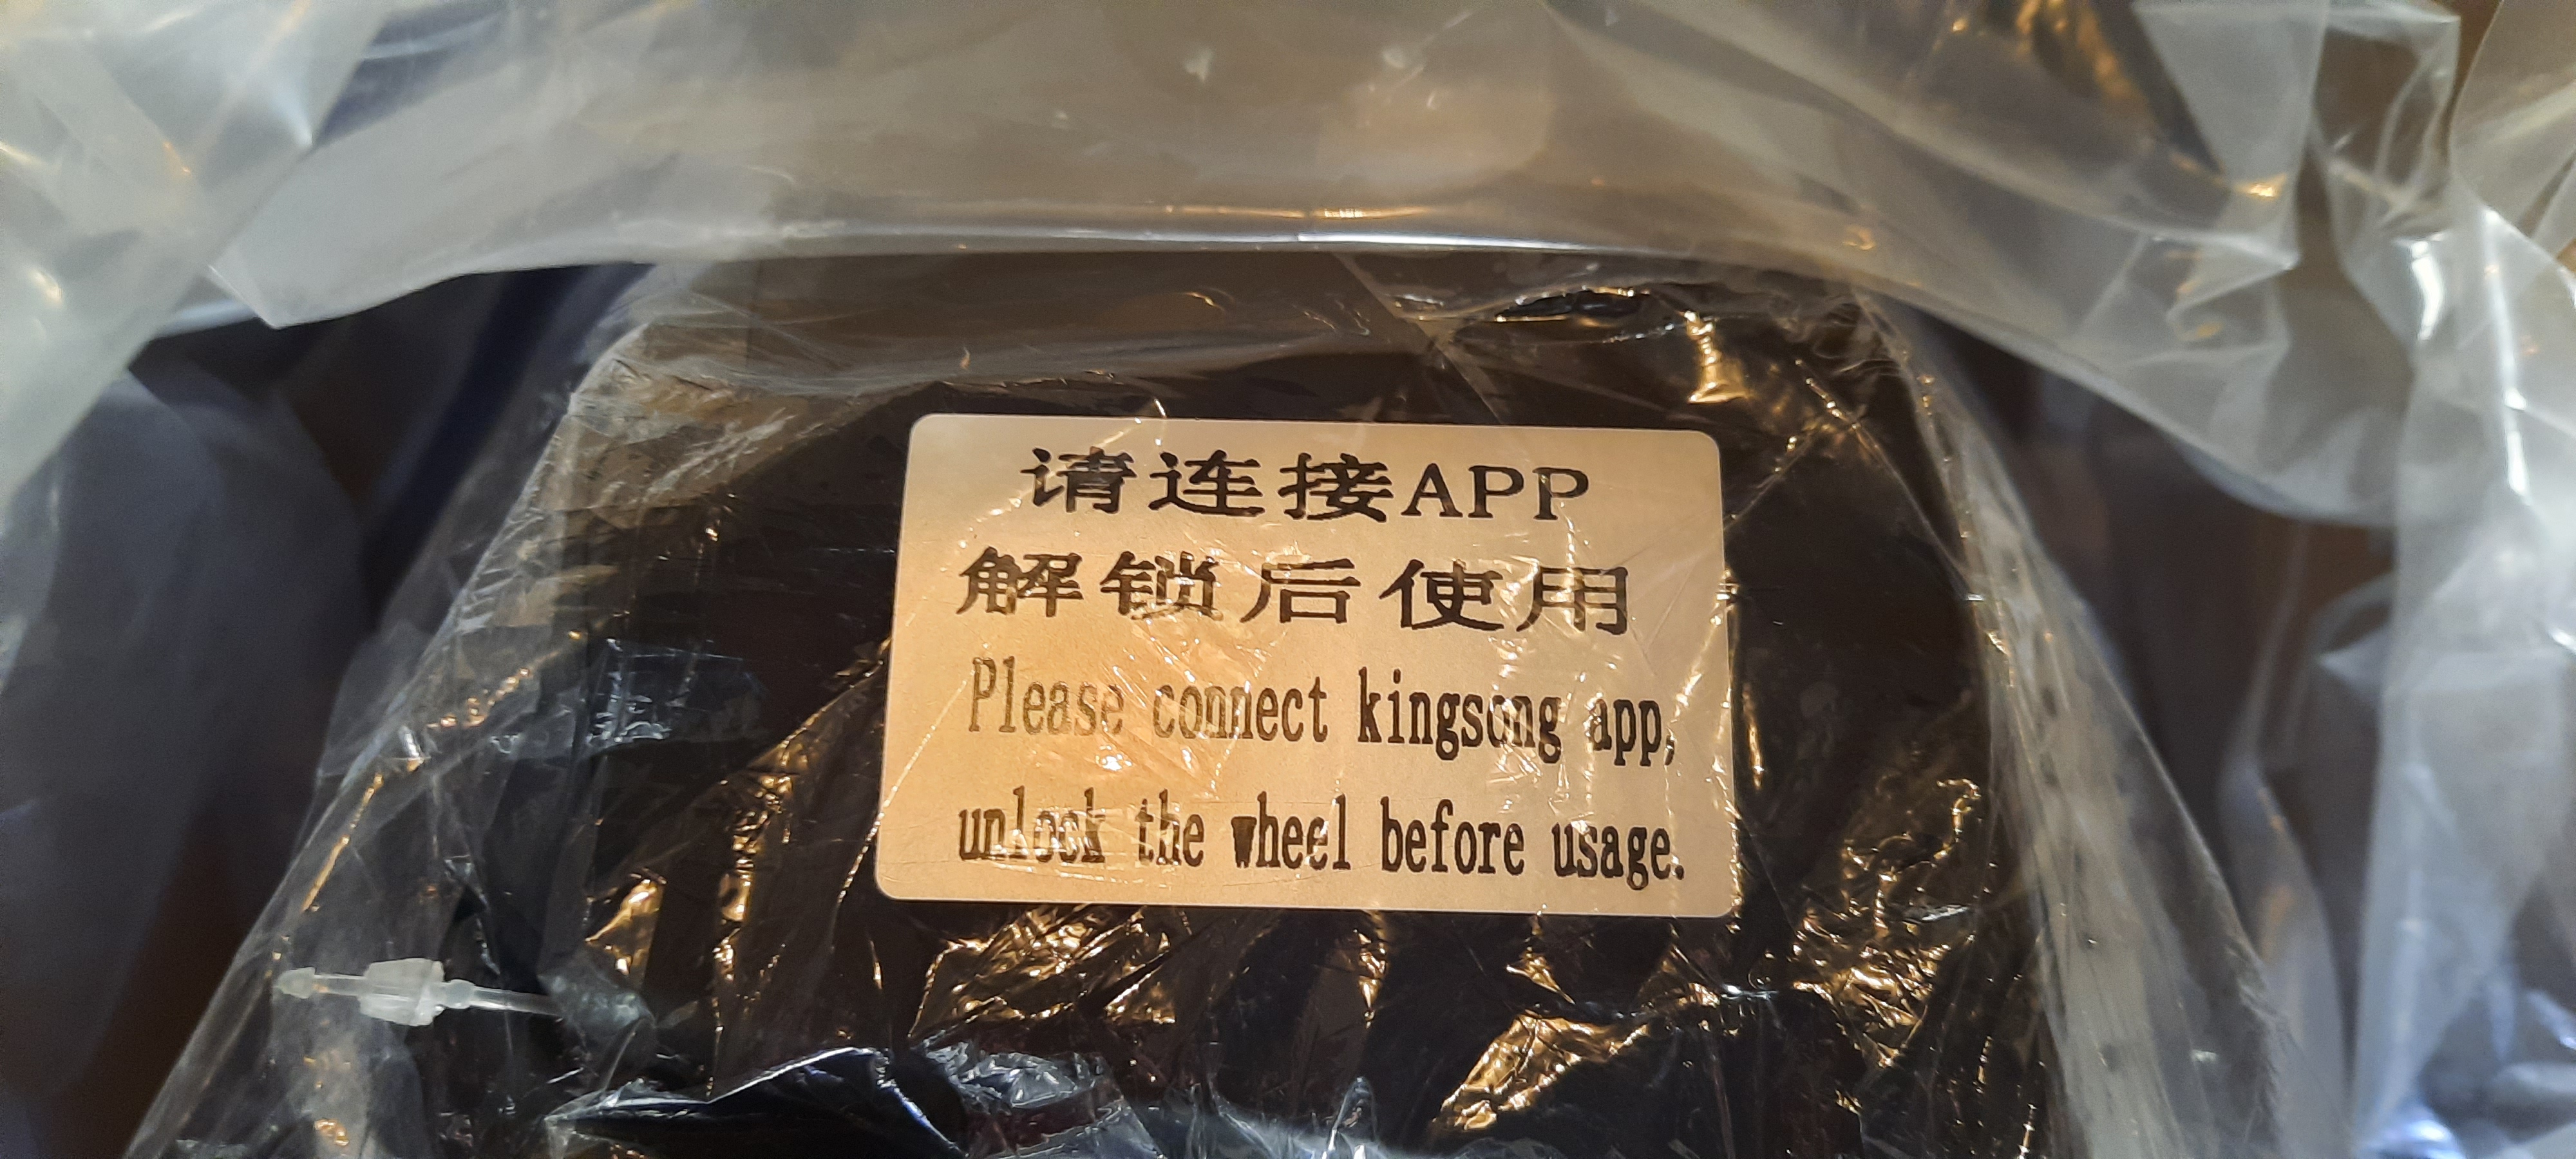 请连接APP
解锁后使用
Please connect kingsong app,
unlock the wheel before usage.